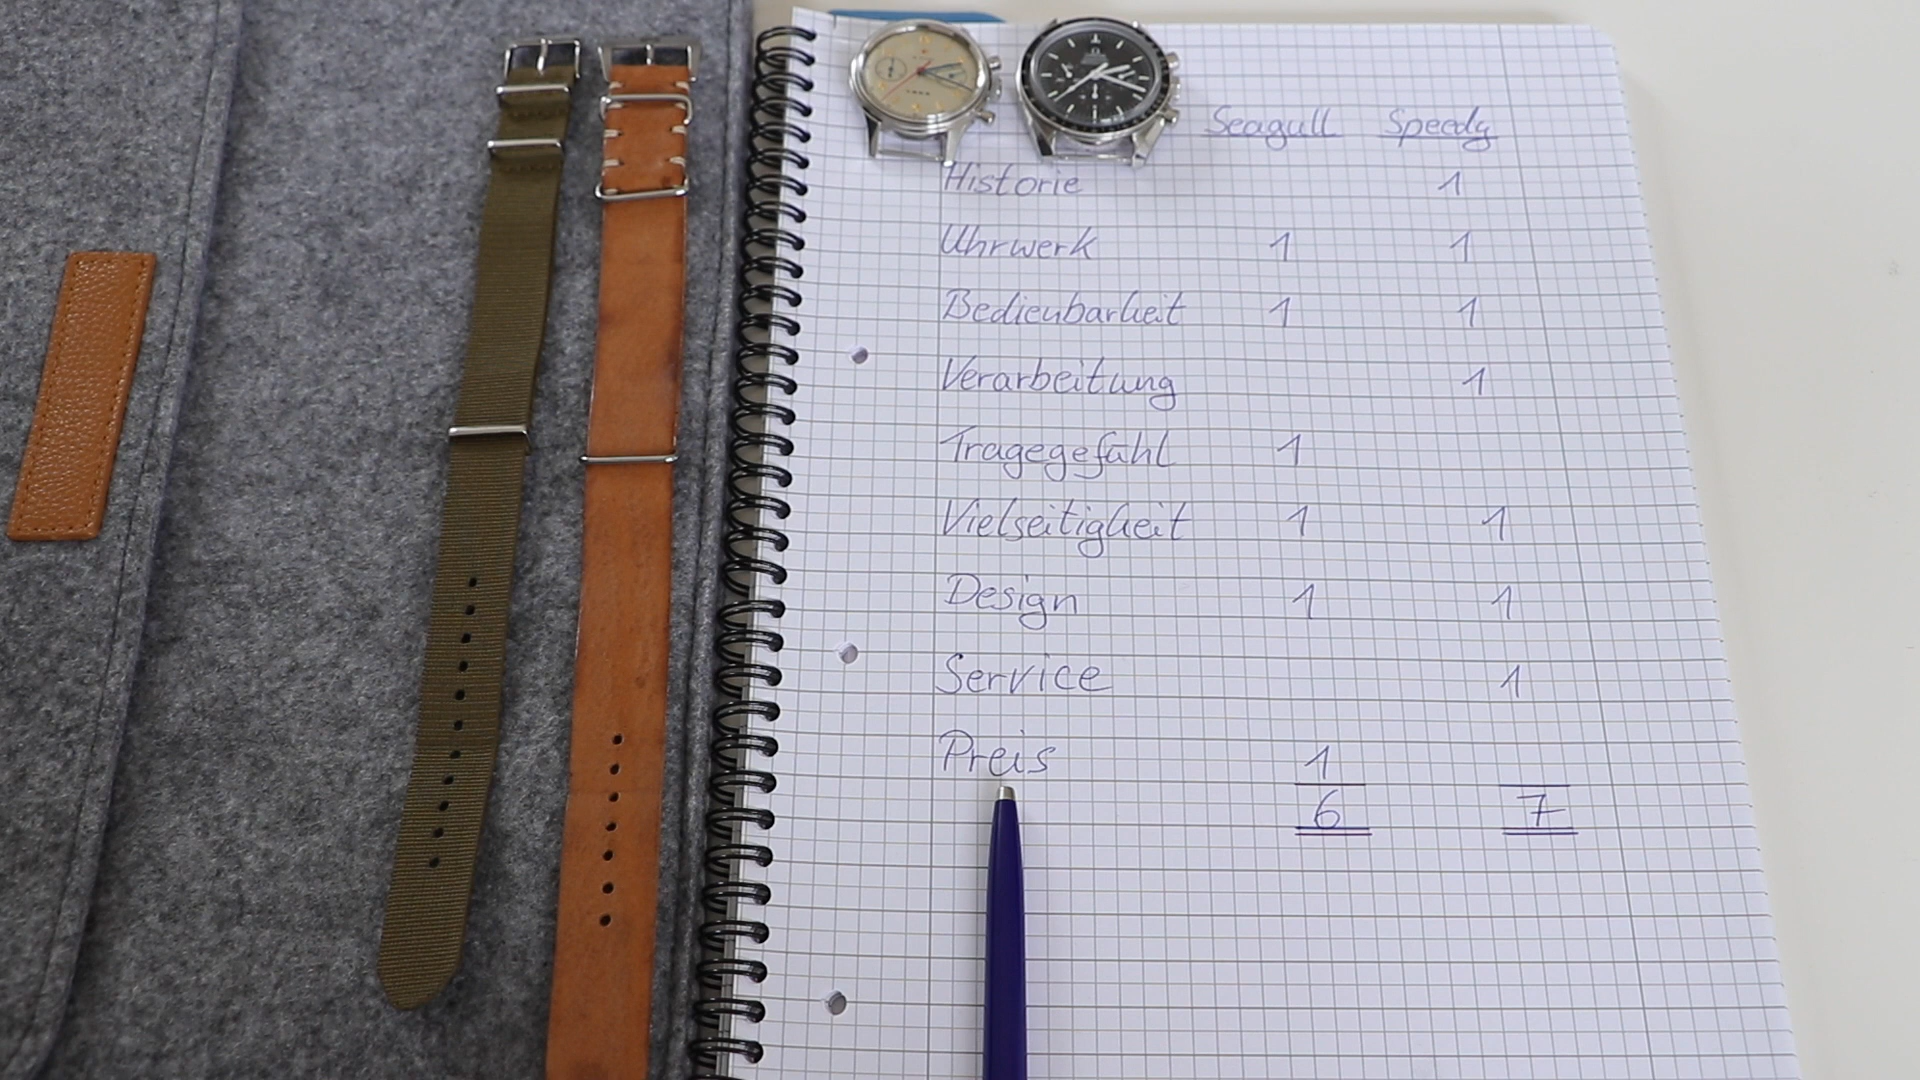 Seagull Speedy
Historie 1
Uhrwerk 1 1
Bedienbarkeit 1 1
Verarbeitung 1
Tragegefühl 1
Vielseitigkeit 1 1
Design 1 1
Service 1
Preis 1
6 7